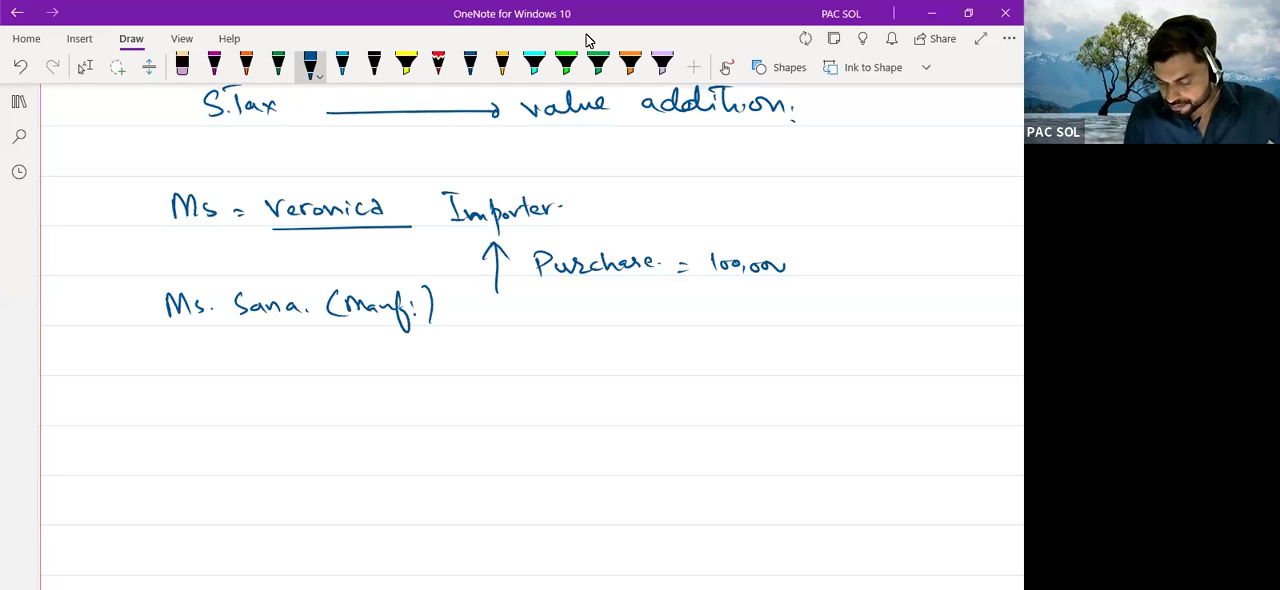 OneNote for Windows 10
PAC SOL
Home Insert Draw View Help
Share
Shapes Ink to Shape
PAC SOL
S.Tax → value addition.
Ms = Veronica Importer.
↑ Purchase. = 100,000
Ms. Sana. (Manf:)